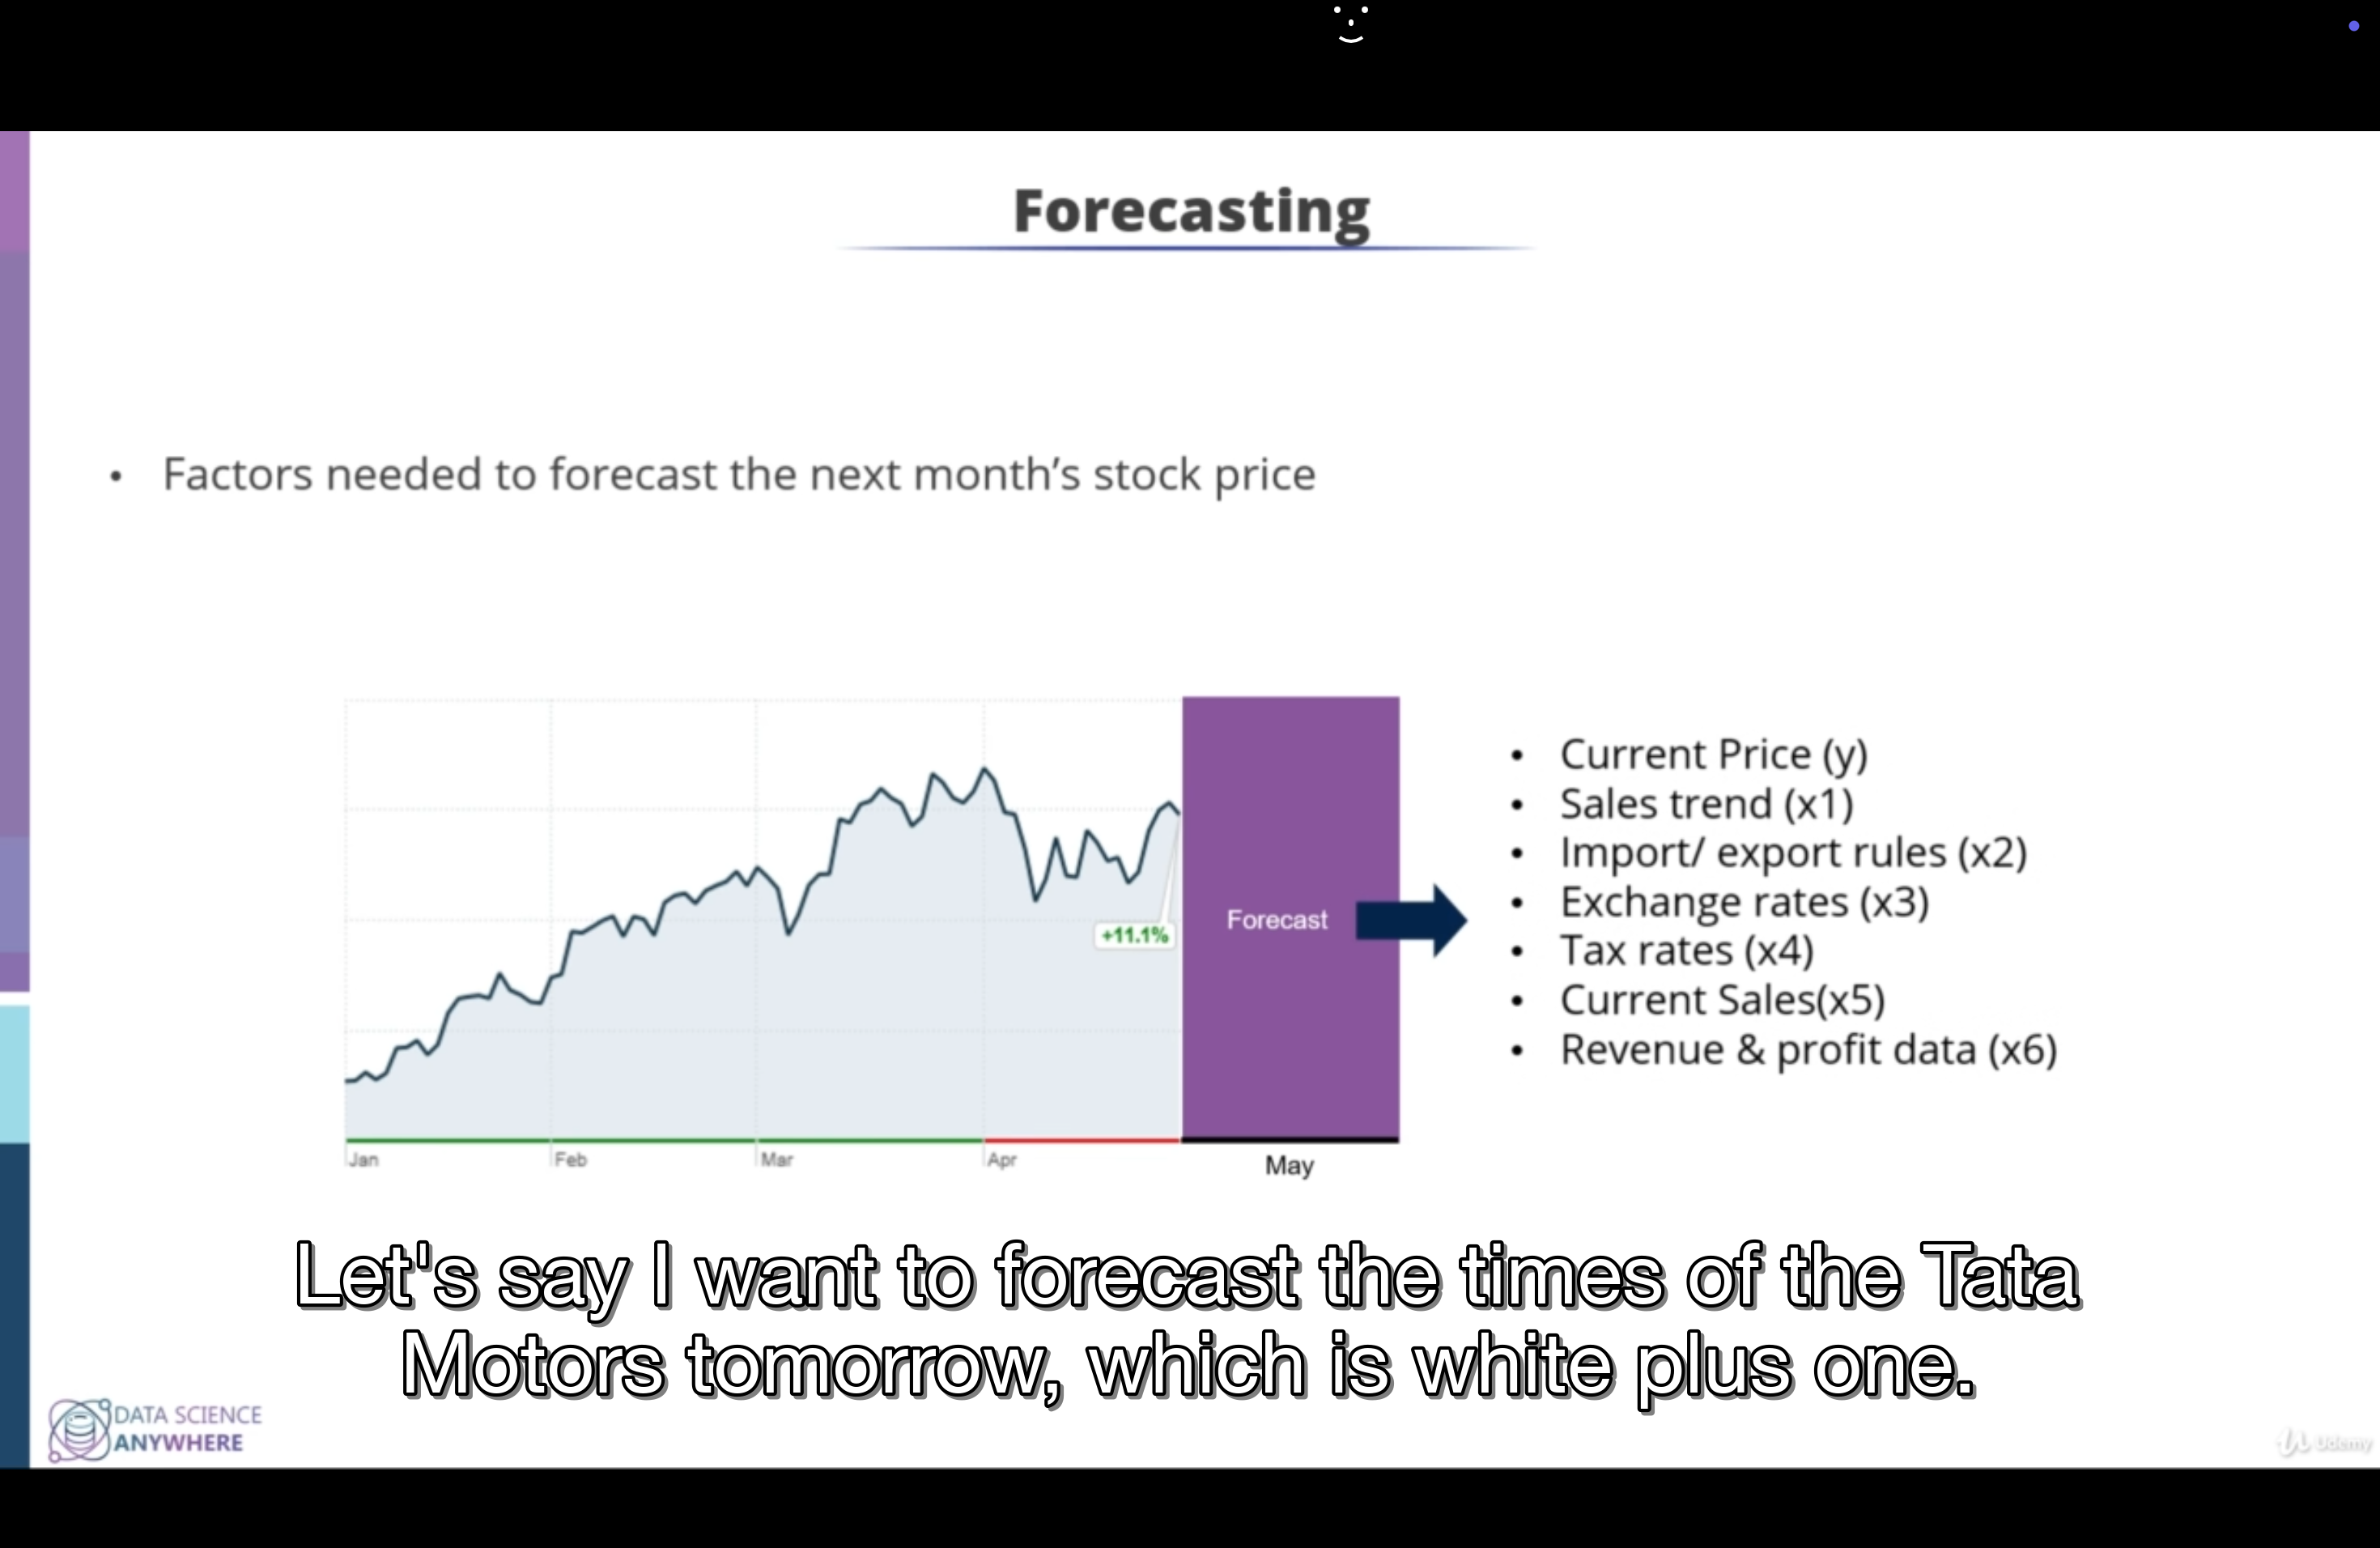 Forecasting
• Factors needed to forecast the next month's stock price
+11.1%
Forecast
Jan
Feb
Mar
Apr
May
• Current Price (y)
• Sales trend (x1)
• Import/ export rules (x2)
• Exchange rates (x3)
• Tax rates (x4)
• Current Sales(x5)
• Revenue & profit data (x6)
Let's say I want to forecast the times of the Tata
Motors tomorrow, which is white plus one.
DATA SCIENCE
ANYWHERE
Udemy